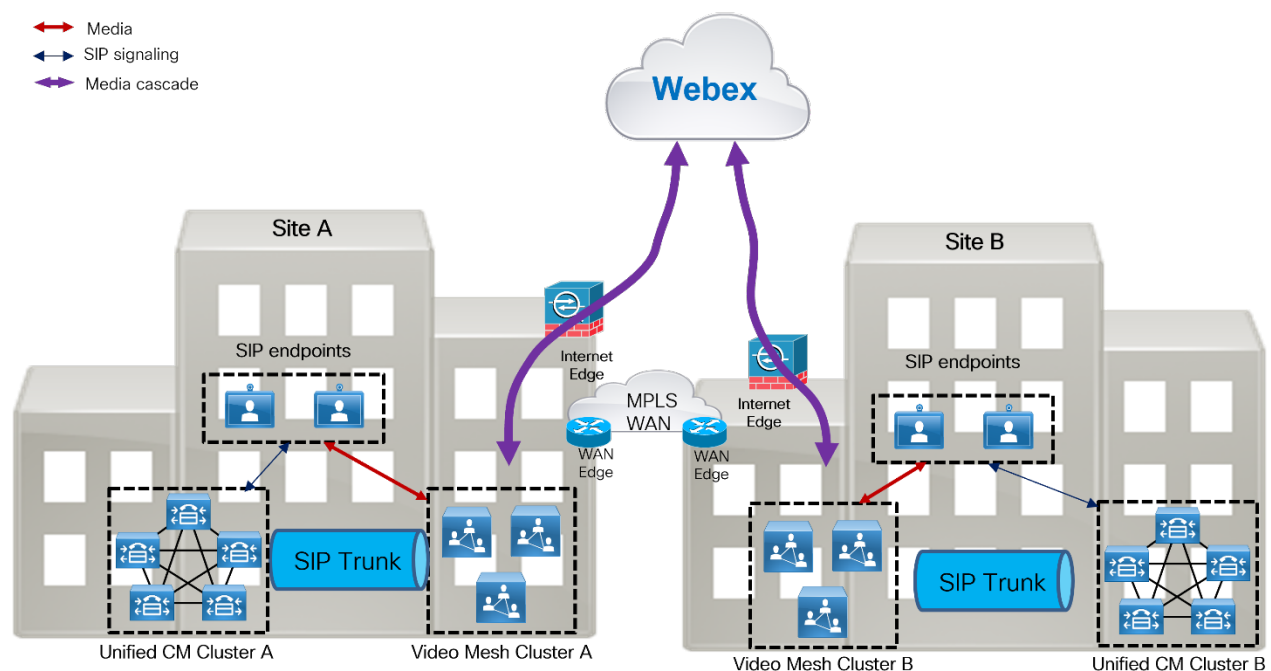 Media
SIP signaling
Media cascade
Webex
Site A
Site B
SIP endpoints
Internet
Edge
SIP endpoints
MPLS
WAN
Internet
Edge
WAN
Edge
WAN
Edge
SIP Trunk
SIP Trunk
Unified CM Cluster A
Video Mesh Cluster A
Video Mesh Cluster B
Unified CM Cluster B